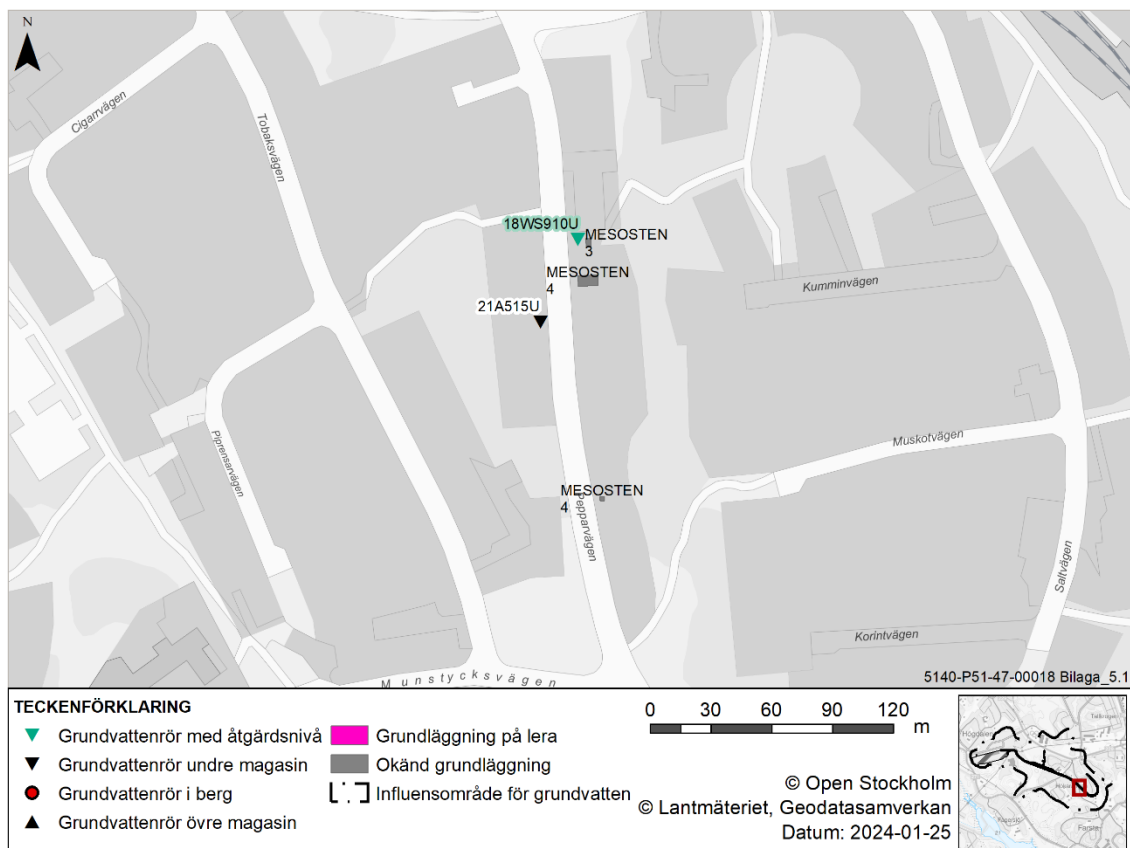 N
Cigarrvägen
Tobaksvägen
18WS910U
MESOSTEN
3
MESOSTEN
4
Kumminvägen
21A515U
Piprensarvägen
Muskotvägen
MESOSTEN
4
Pepparvägen
Saltvägen
Korintvägen
Munstycksvägen
5140-P51-47-00018 Bilaga_5.1
TECKENFÖRKLARING
Grundvattenrör med åtgärdsnivå
Grundvattenrör undre magasin
Grundvattenrör i berg
Grundvattenrör övre magasin
Grundläggning på lera
Okänd grundläggning
Influensområde för grundvatten
0 30 60 90 120
m
© Open Stockholm
© Lantmäteriet, Geodatasamverkan
Datum: 2024-01-25
Farsta